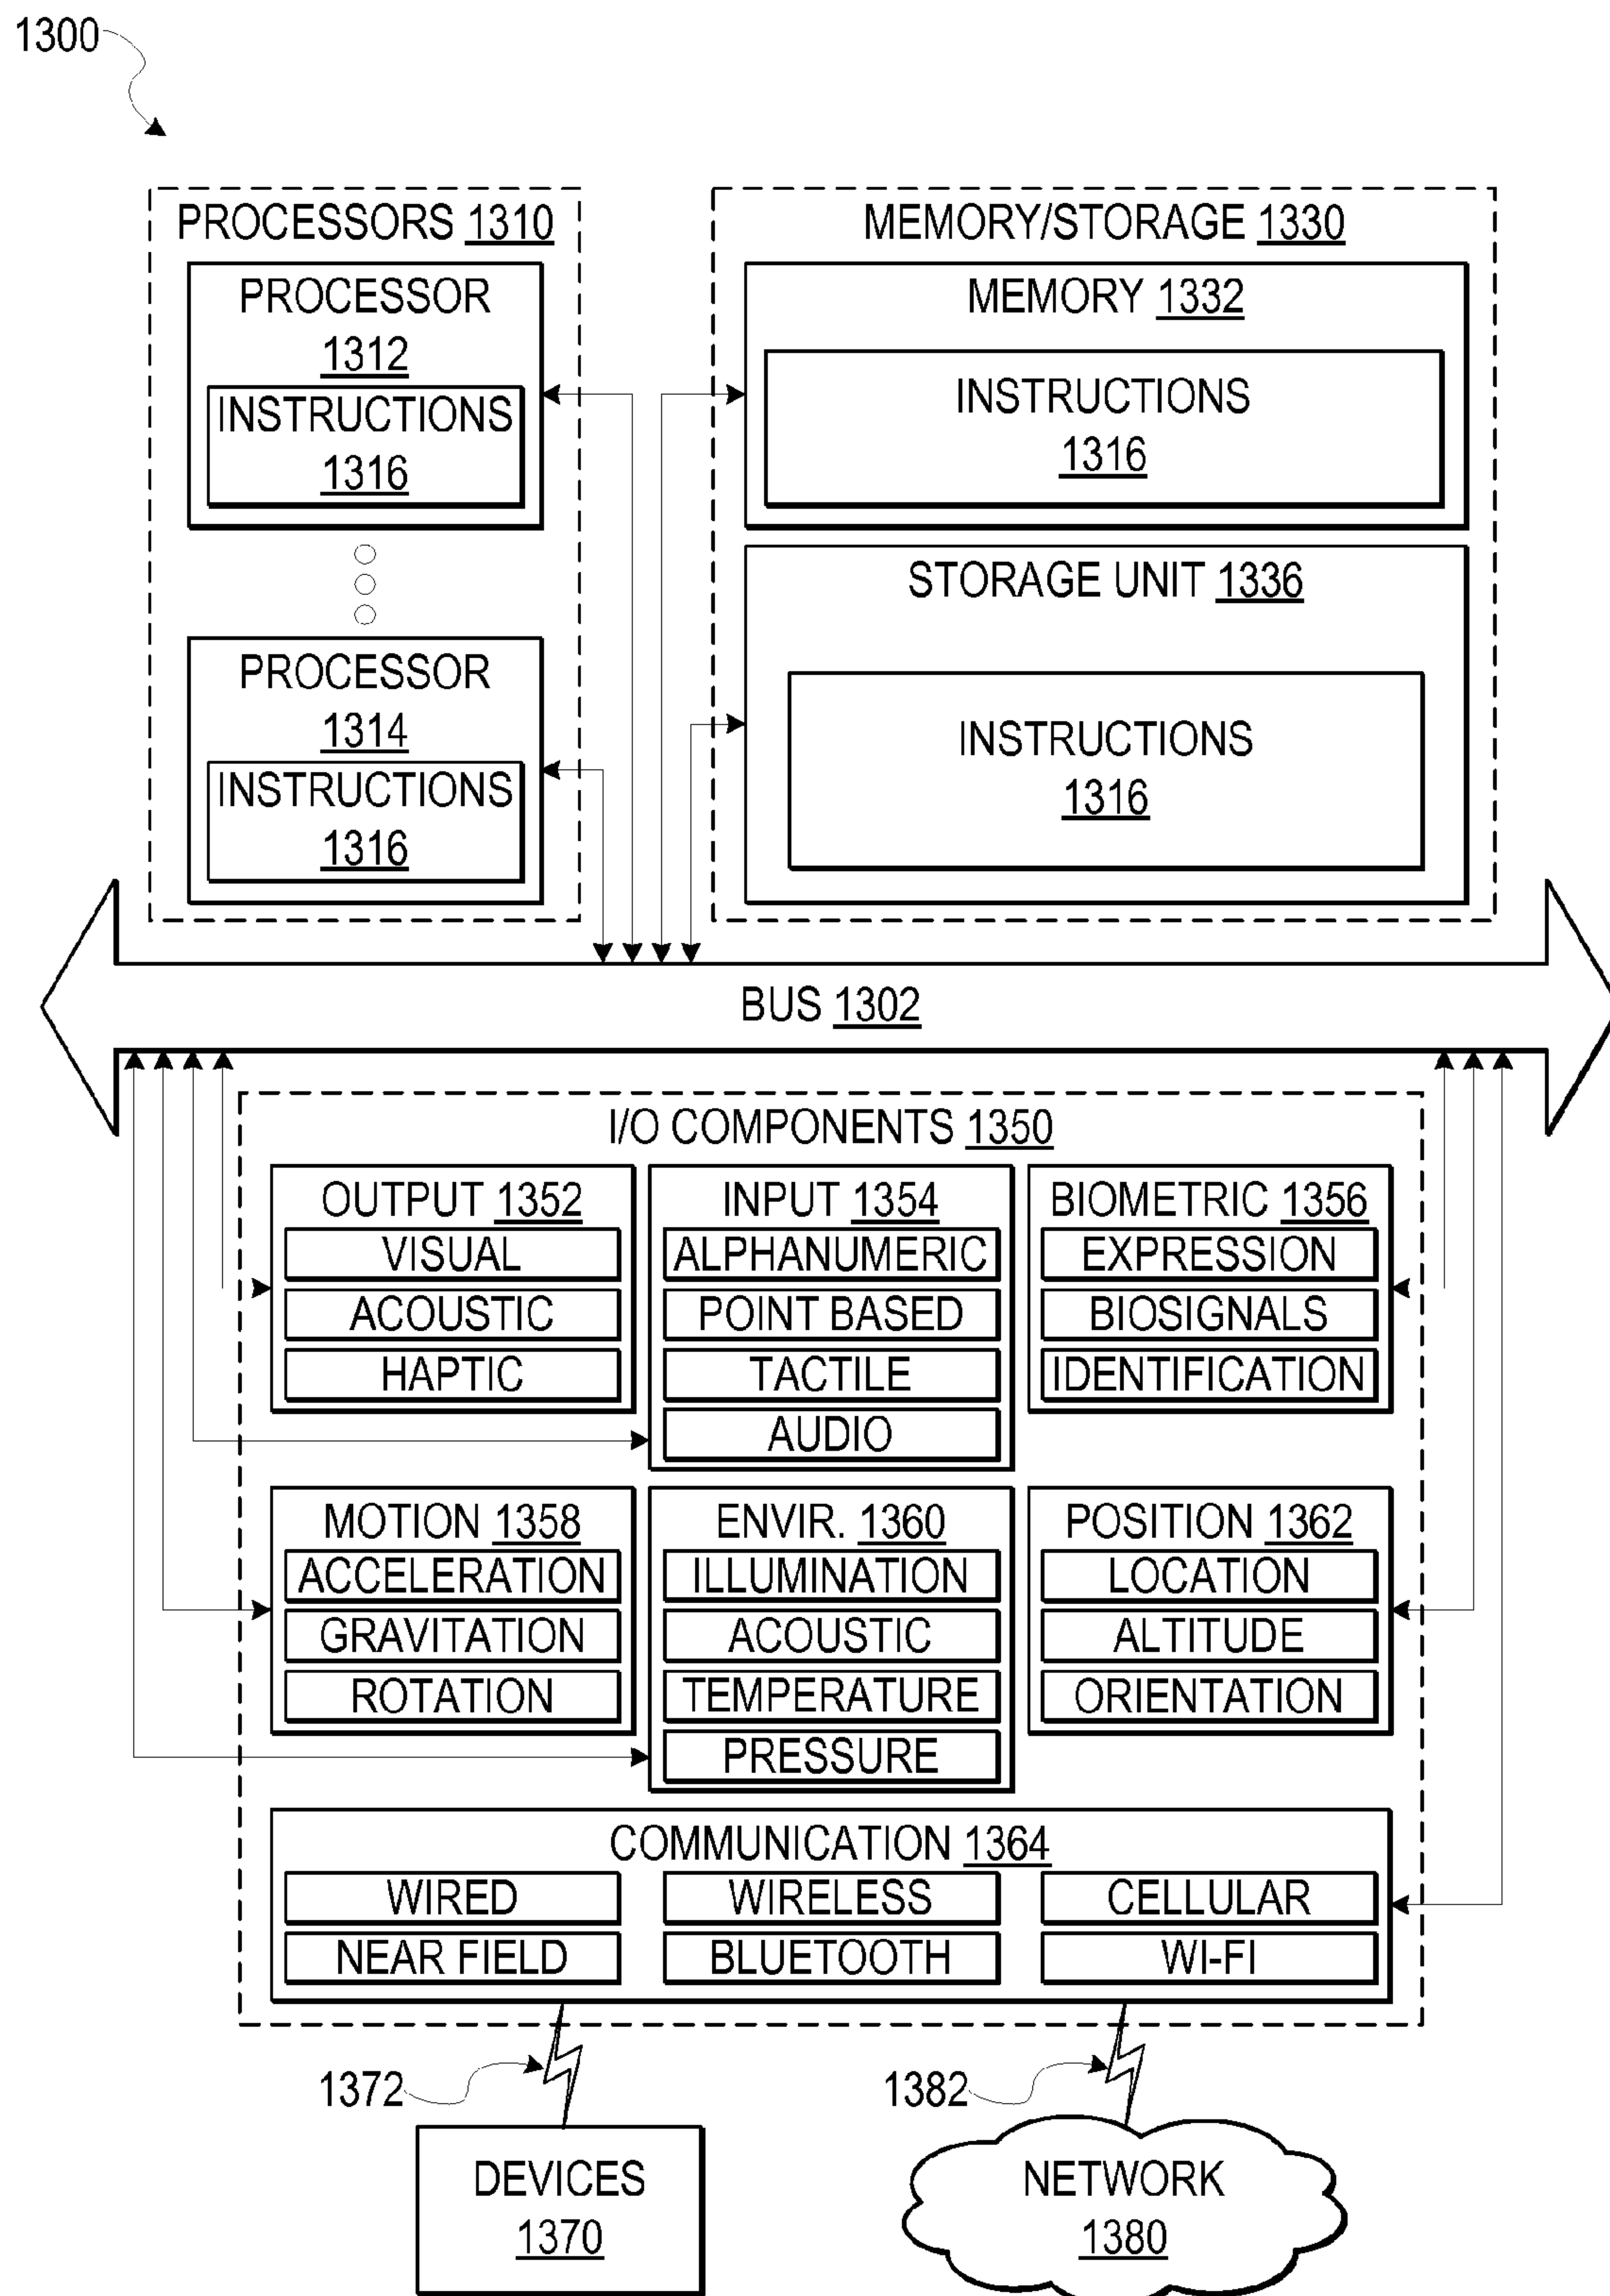 1300
PROCESSORS 1310
PROCESSOR
1312
INSTRUCTIONS
1316
PROCESSOR
1314
INSTRUCTIONS
1316
MEMORY/STORAGE 1330
MEMORY 1332
INSTRUCTIONS
1316
STORAGE UNIT 1336
INSTRUCTIONS
1316
BUS 1302
I/O COMPONENTS 1350
OUTPUT 1352
VISUAL
ACOUSTIC
HAPTIC
INPUT 1354
ALPHANUMERIC
POINT BASED
TACTILE
AUDIO
BIOMETRIC 1356
EXPRESSION
BIOSIGNALS
IDENTIFICATION
MOTION 1358
ACCELERATION
GRAVITATION
ROTATION
ENVIR. 1360
ILLUMINATION
ACOUSTIC
TEMPERATURE
PRESSURE
POSITION 1362
LOCATION
ALTITUDE
ORIENTATION
COMMUNICATION 1364
WIRED
WIRELESS
CELLULAR
NEAR FIELD
BLUETOOTH
WI-FI
1372
1382
DEVICES
1370
NETWORK
1380